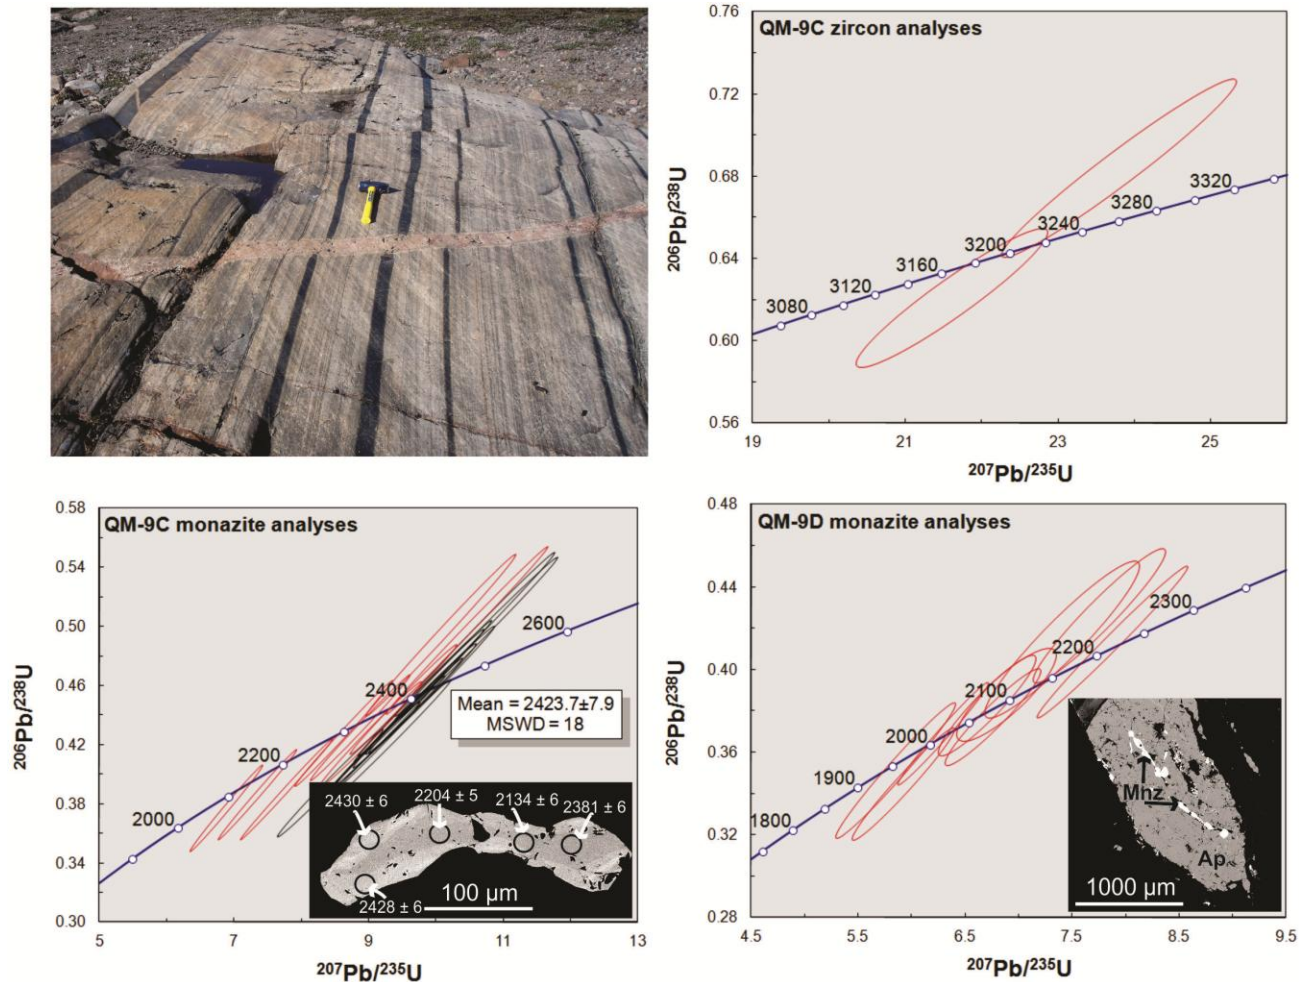 QM-9C zircon analyses
0.76
0.72
0.68
0.64
0.60
0.56
206Pb/238U
3080
3120
3160
3200
3240
3280
3320
19
21
23
25
207Pb/235U
QM-9C monazite analyses
0.58
0.54
0.50
0.46
0.42
0.38
0.34
0.30
206Pb/238U
2000
2200
2400
2600
Mean = 2423.7±7.9
MSWD = 18
2430 ± 6
2204 ± 5
2134 ± 6
2381 ± 6
2428 ± 6
100 µm
5
7
9
11
13
207Pb/235U
QM-9D monazite analyses
0.48
0.44
0.40
0.36
0.32
0.28
206Pb/238U
1800
1900
2000
2100
2200
2300
Mnz
Ap
1000 µm
4.5
5.5
6.5
7.5
8.5
9.5
207Pb/235U